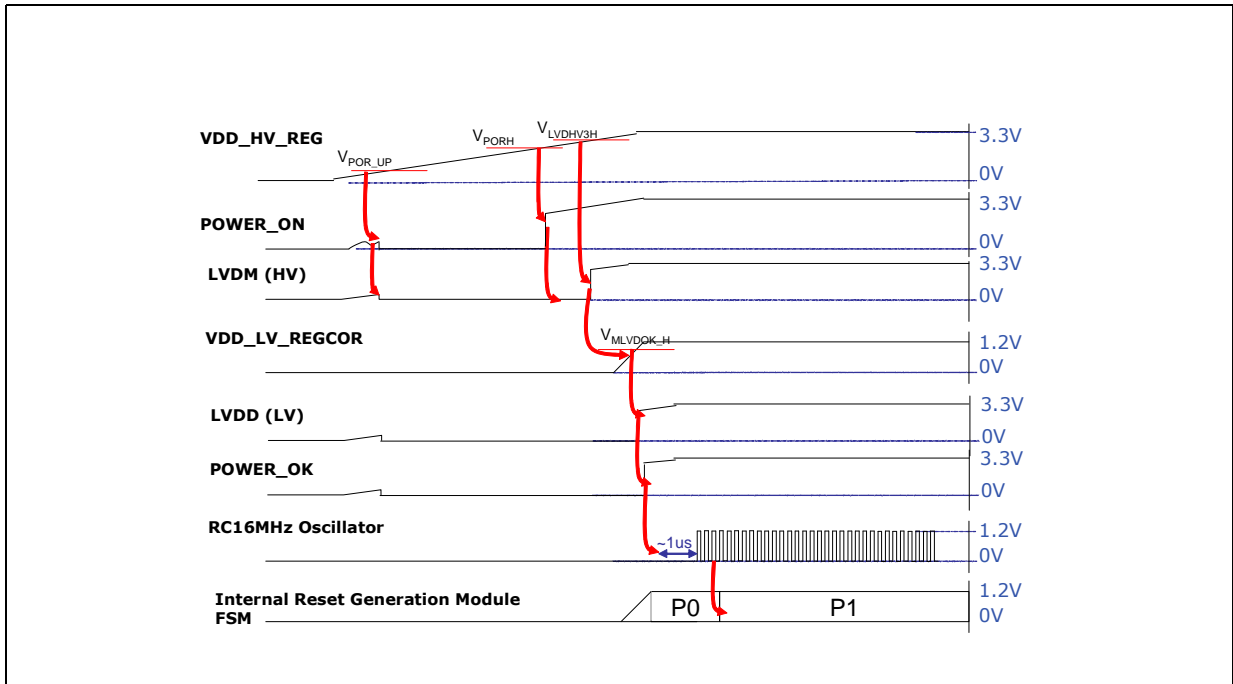 VDD_HV_REG
VPOR_UP
VPORH
VLVDHV3H
3.3V
0V
POWER_ON
3.3V
0V
LVDM (HV)
3.3V
0V
VDD_LV_REGCOR
VMLVDOK_H
1.2V
0V
LVDD (LV)
3.3V
0V
POWER_OK
3.3V
0V
RC16MHz Oscillator
~1us
1.2V
0V
Internal Reset Generation Module
FSM
P0
P1
1.2V
0V